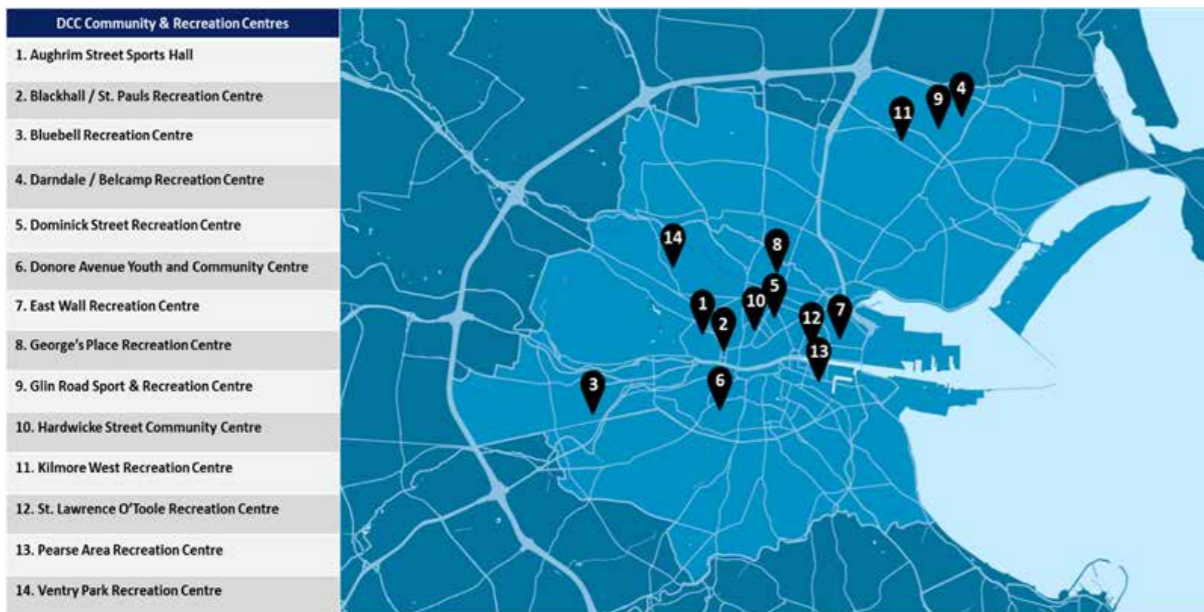 DCC Community & Recreation Centres
1. Aughrim Street Sports Hall
2. Blackhall / St. Pauls Recreation Centre
3. Bluebell Recreation Centre
4. Darndale / Belcamp Recreation Centre
5. Dominick Street Recreation Centre
6. Donore Avenue Youth and Community Centre
7. East Wall Recreation Centre
8. George's Place Recreation Centre
9. Glin Road Sport & Recreation Centre
10. Hardwicke Street Community Centre
11. Kilmore West Recreation Centre
12. St. Lawrence O'Toole Recreation Centre
13. Pearse Area Recreation Centre
14. Ventry Park Recreation Centre
4
9
11
14
8
5
10
1
2
12
7
13
3
6